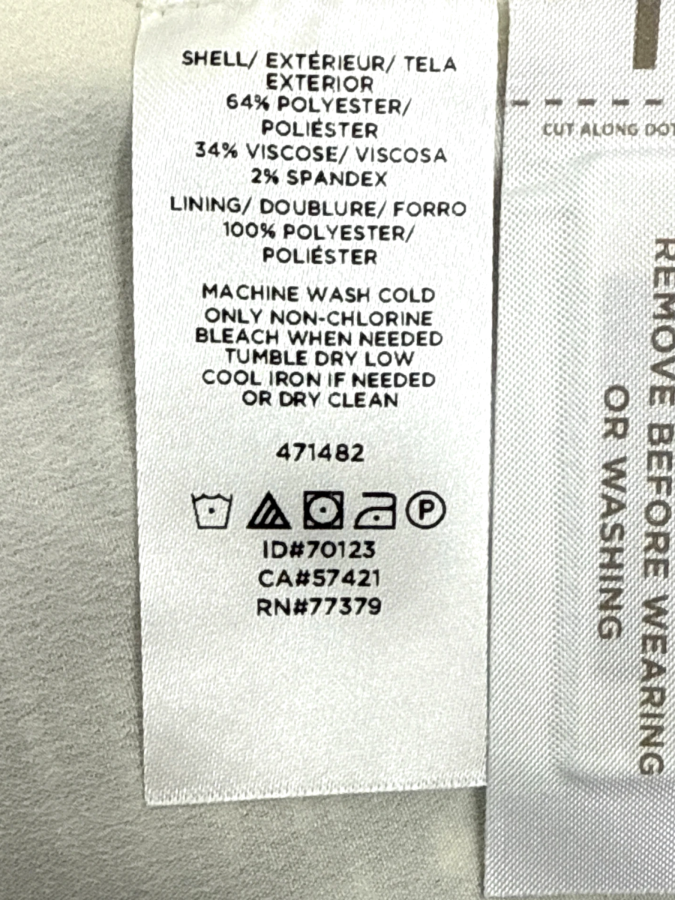 SHELL/ EXTÉRIEUR/ TELA
EXTERIOR
64% POLYESTER/
POLIÉSTER
34% VISCOSE/ VISCOSA
2% SPANDEX
LINING/ DOUBLURE/ FORRO
100% POLYESTER/
POLIÉSTER
MACHINE WASH COLD
ONLY NON-CHLORINE
BLEACH WHEN NEEDED
TUMBLE DRY LOW
COOL IRON IF NEEDED
OR DRY CLEAN
471482
P
ID#70123
CA#57421
RN#77379
CUT ALONG DOT
REMOVE BEFORE WEARING
OR WASHING